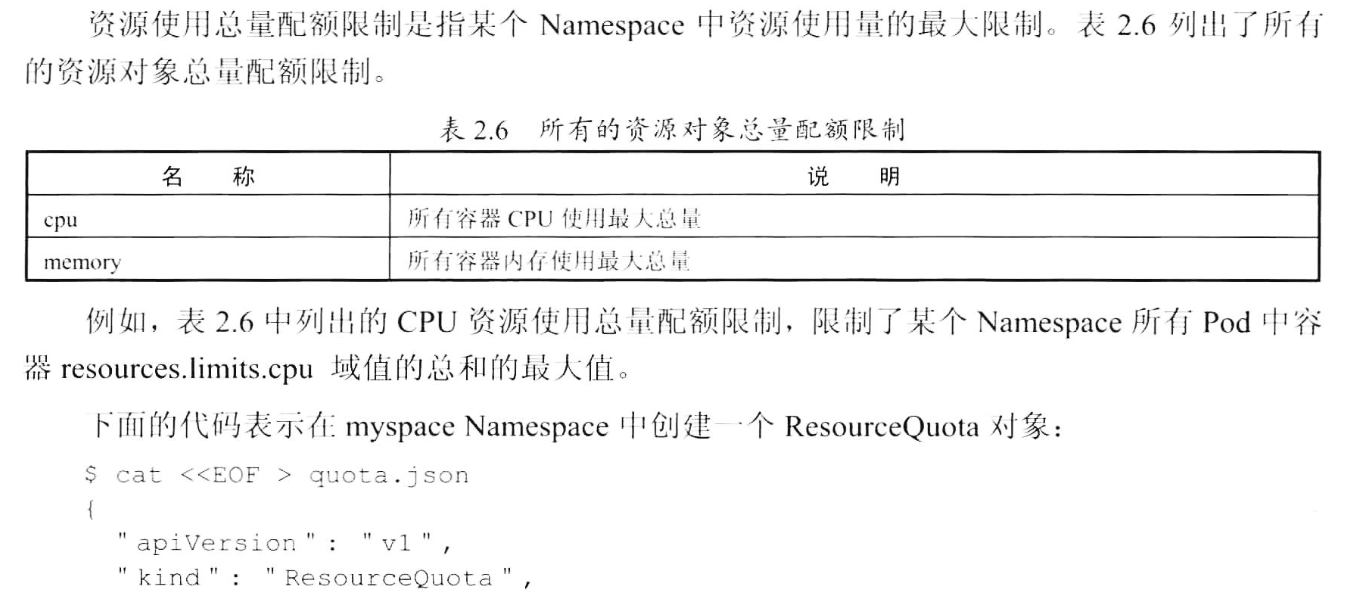 资源使用总量配额限制是指某个 Namespace 中资源使用量的最大限制。表 2.6 列出了所有
的资源对象总量配额限制。
表 2.6 所有的资源对象总量配额限制
名 称 说 明
cpu 所有容器 CPU 使用最大总量
memory 所有容器内存使用最大总量
例如，表 2.6 中列出的 CPU 资源使用总量配额限制，限制了某个 Namespace 所有 Pod 中容
器 resources.limits.cpu 域值的总和的最大值。
下面的代码表示在 myspace Namespace 中创建一个 ResourceQuota 对象：
$ cat <<EOF > quota.json
{
"apiVersion": "v1",
"kind": "ResourceQuota",